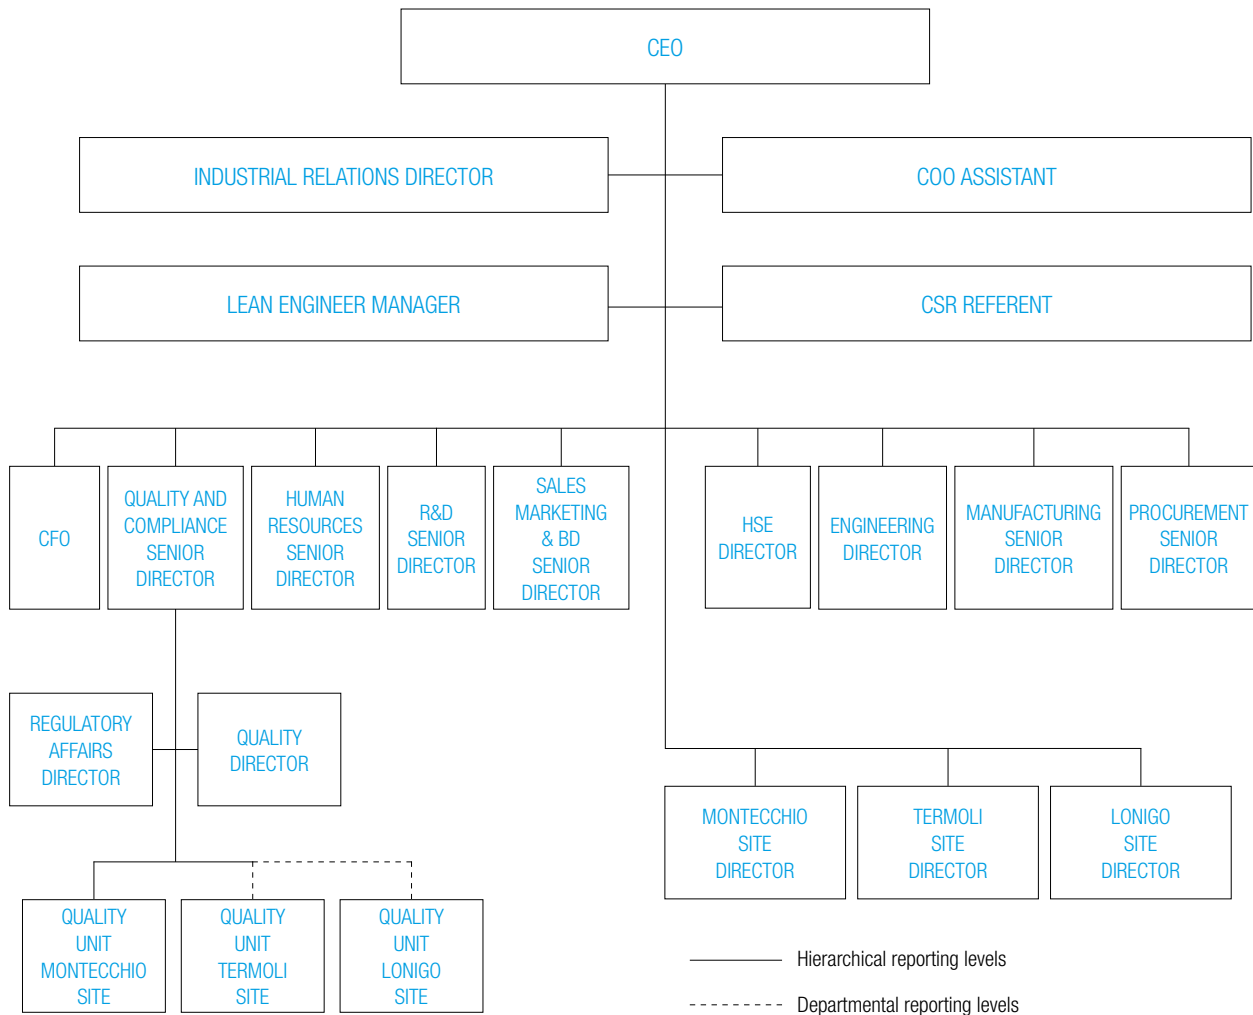 CEO
INDUSTRIAL RELATIONS DIRECTOR
COO ASSISTANT
LEAN ENGINEER MANAGER
CSR REFERENT
CFO
QUALITY AND
COMPLIANCE
SENIOR
DIRECTOR
HUMAN
RESOURCES
SENIOR
DIRECTOR
R&D
SENIOR
DIRECTOR
SALES
MARKETING
& BD
SENIOR
DIRECTOR
HSE
DIRECTOR
ENGINEERING
DIRECTOR
MANUFACTURING
SENIOR
DIRECTOR
PROCUREMENT
SENIOR
DIRECTOR
REGULATORY
AFFAIRS
DIRECTOR
QUALITY
DIRECTOR
MONTECCHIO
SITE
DIRECTOR
TERMOLI
SITE
DIRECTOR
LONIGO
SITE
DIRECTOR
QUALITY
UNIT
MONTECCHIO
SITE
QUALITY
UNIT
TERMOLI
SITE
QUALITY
UNIT
LONIGO
SITE
Hierarchical reporting levels
Departmental reporting levels